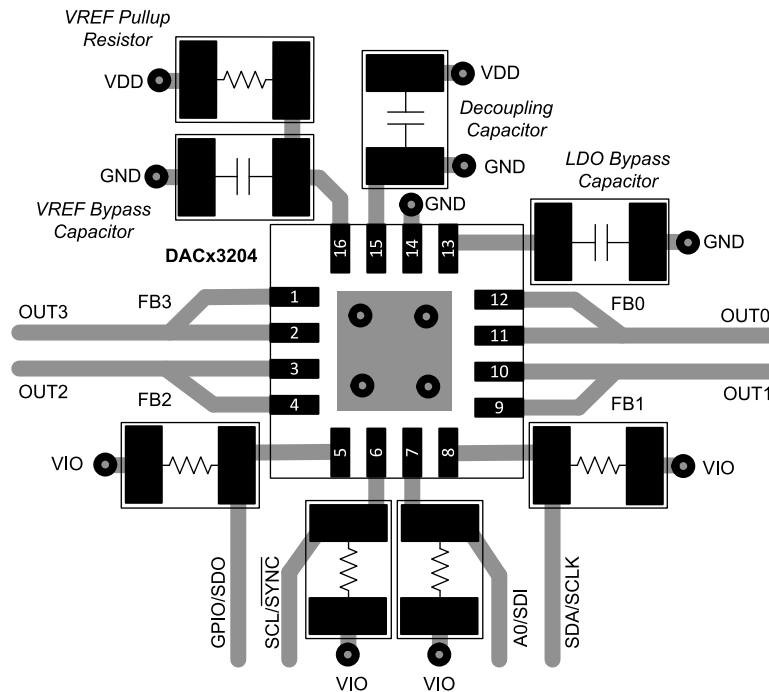 VREF Pullup
Resistor
VDD
VDD
Decoupling
Capacitor
GND
GND
VREF Bypass
Capacitor
GND
LDO Bypass
Capacitor
GND
DACx3204
16
15
14
13
1
2
3
4
12
11
10
9
5
6
7
8
FB3
OUT3
OUT2
FB2
FB0
OUT0
OUT1
FB1
VIO
VIO
GPIO/SDO
SCL/SYNC
A0/SDI
SDA/SCLK
VIO
VIO